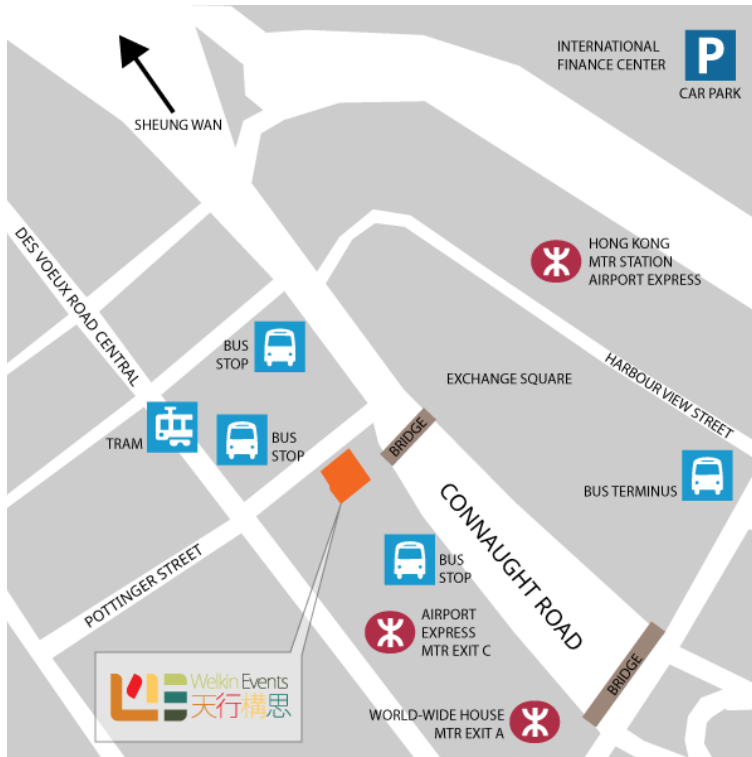 INTERNATIONAL
FINANCE CENTER
P
CAR PARK
SHEUNG WAN
HONG KONG
MTR STATION
AIRPORT EXPRESS
DES VOEUX ROAD CENTRAL
BUS
STOP
EXCHANGE SQUARE
HARBOUR VIEW STREET
TRAM
BUS
STOP
BRIDGE
BUS TERMINUS
CONNAUGHT ROAD
POTTINGER STREET
BUS
STOP
AIRPORT
EXPRESS
MTR EXIT C
BRIDGE
Welkin Events
天行構思
WORLD-WIDE HOUSE
MTR EXIT A